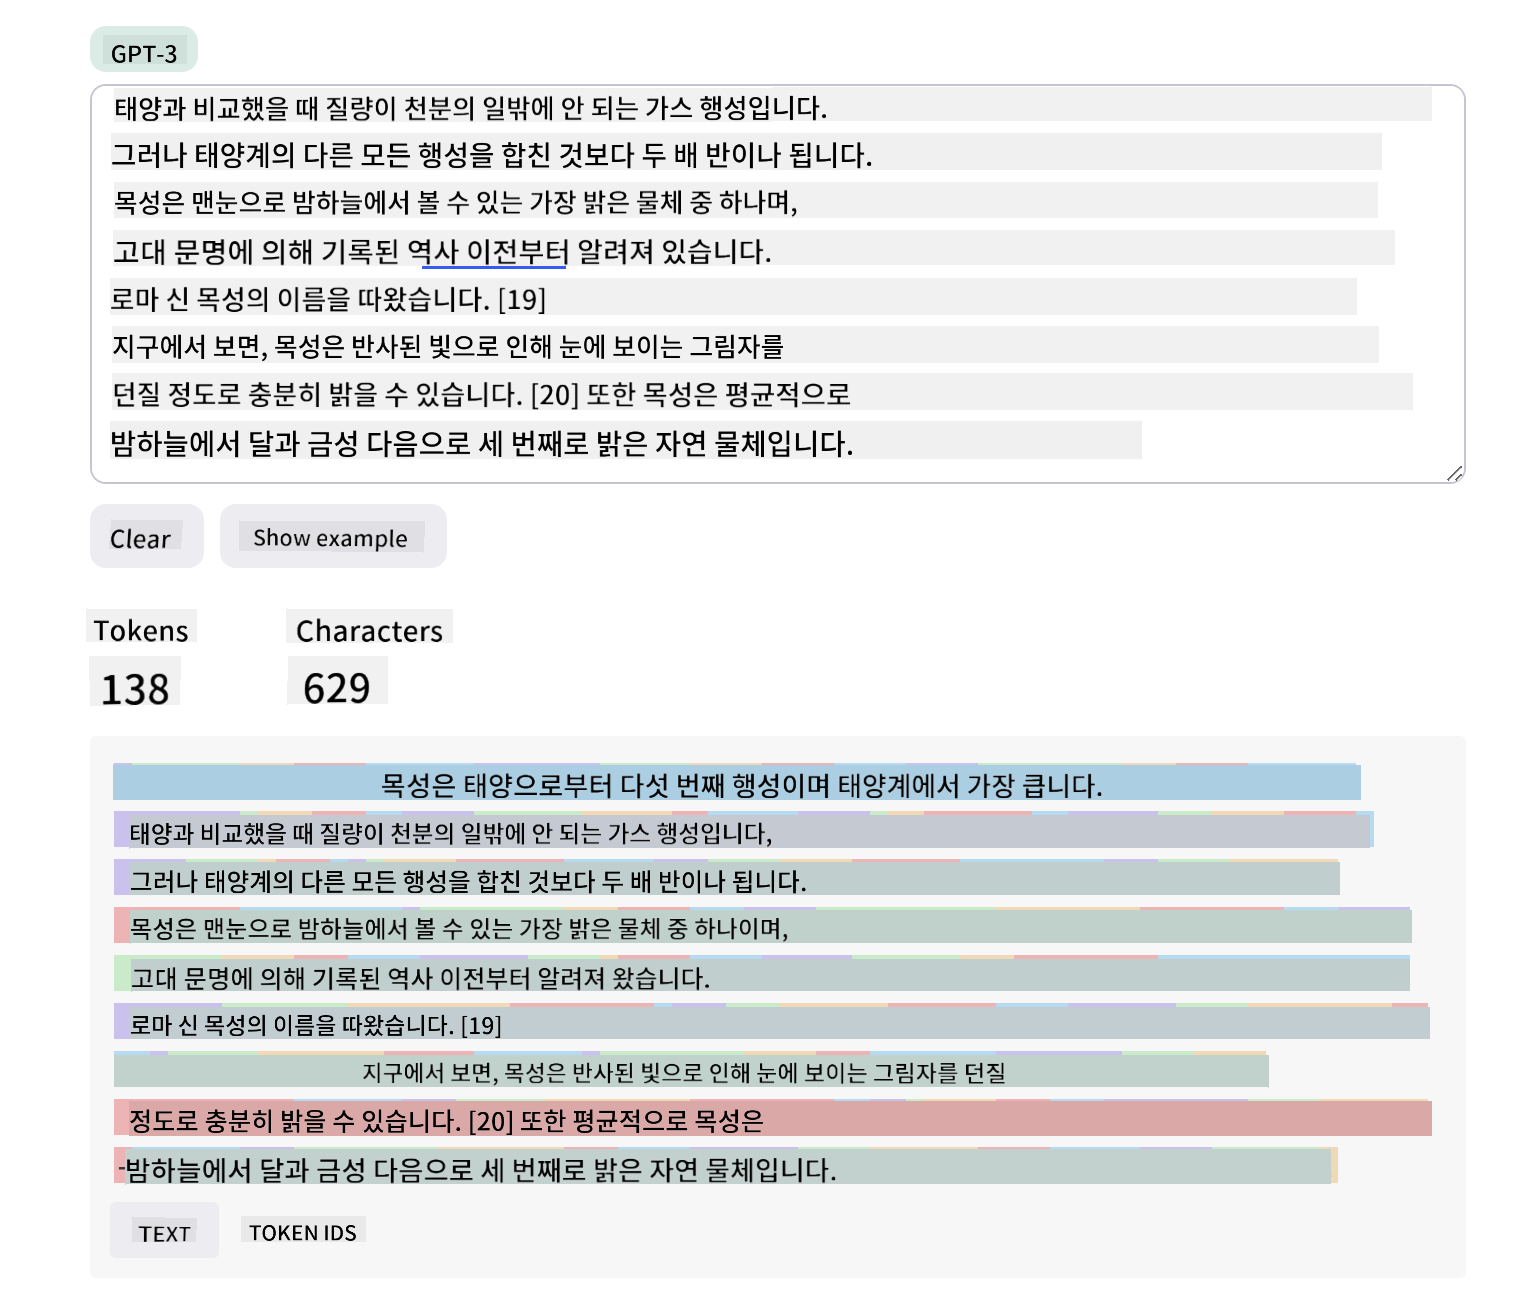 GPT-3
태양과 비교했을 때 질량이 천분의 일밖에 안 되는 가스 행성입니다.
그러나 태양계의 다른 모든 행성을 합친 것보다 두 배 반이나 됩니다.
목성은 맨눈으로 밤하늘에서 볼 수 있는 가장 밝은 물체 중 하나며,
고대 문명에 의해 기록된 역사 이전부터 알려져 있습니다.
로마 신 목성의 이름을 따왔습니다. [19]
지구에서 보면, 목성은 반사된 빛으로 인해 눈에 보이는 그림자를
던질 정도로 충분히 밝을 수 있습니다. [20] 또한 목성은 평균적으로
밤하늘에서 달과 금성 다음으로 세 번째로 밝은 자연 물체입니다.
Clear
Show example
Tokens
Characters
138
629
목성은 태양으로부터 다섯 번째 행성이며 태양계에서 가장 큽니다.
태양과 비교했을 때 질량이 천분의 일밖에 안 되는 가스 행성입니다,
그러나 태양계의 다른 모든 행성을 합친 것보다 두 배 반이나 됩니다.
목성은 맨눈으로 밤하늘에서 볼 수 있는 가장 밝은 물체 중 하나이며,
고대 문명에 의해 기록된 역사 이전부터 알려져 왔습니다.
로마 신 목성의 이름을 따왔습니다. [19]
지구에서 보면, 목성은 반사된 빛으로 인해 눈에 보이는 그림자를 던질
정도로 충분히 밝을 수 있습니다. [20] 또한 평균적으로 목성은
-밤하늘에서 달과 금성 다음으로 세 번째로 밝은 자연 물체입니다.
TEXT
TOKEN IDS